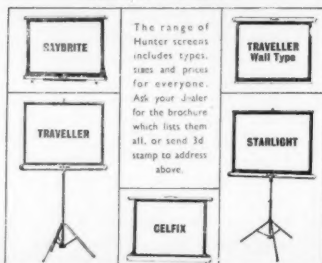 RAYBRITE
The range of
Hunter screens
includes types,
sizes and prices
for everyone.
Ask your dealer
for the brochure
which lists them
all, or send 3d
stamp to address
above.
TRAVELLER
Wall Type
TRAVELLER
STARLIGHT
CELFIX